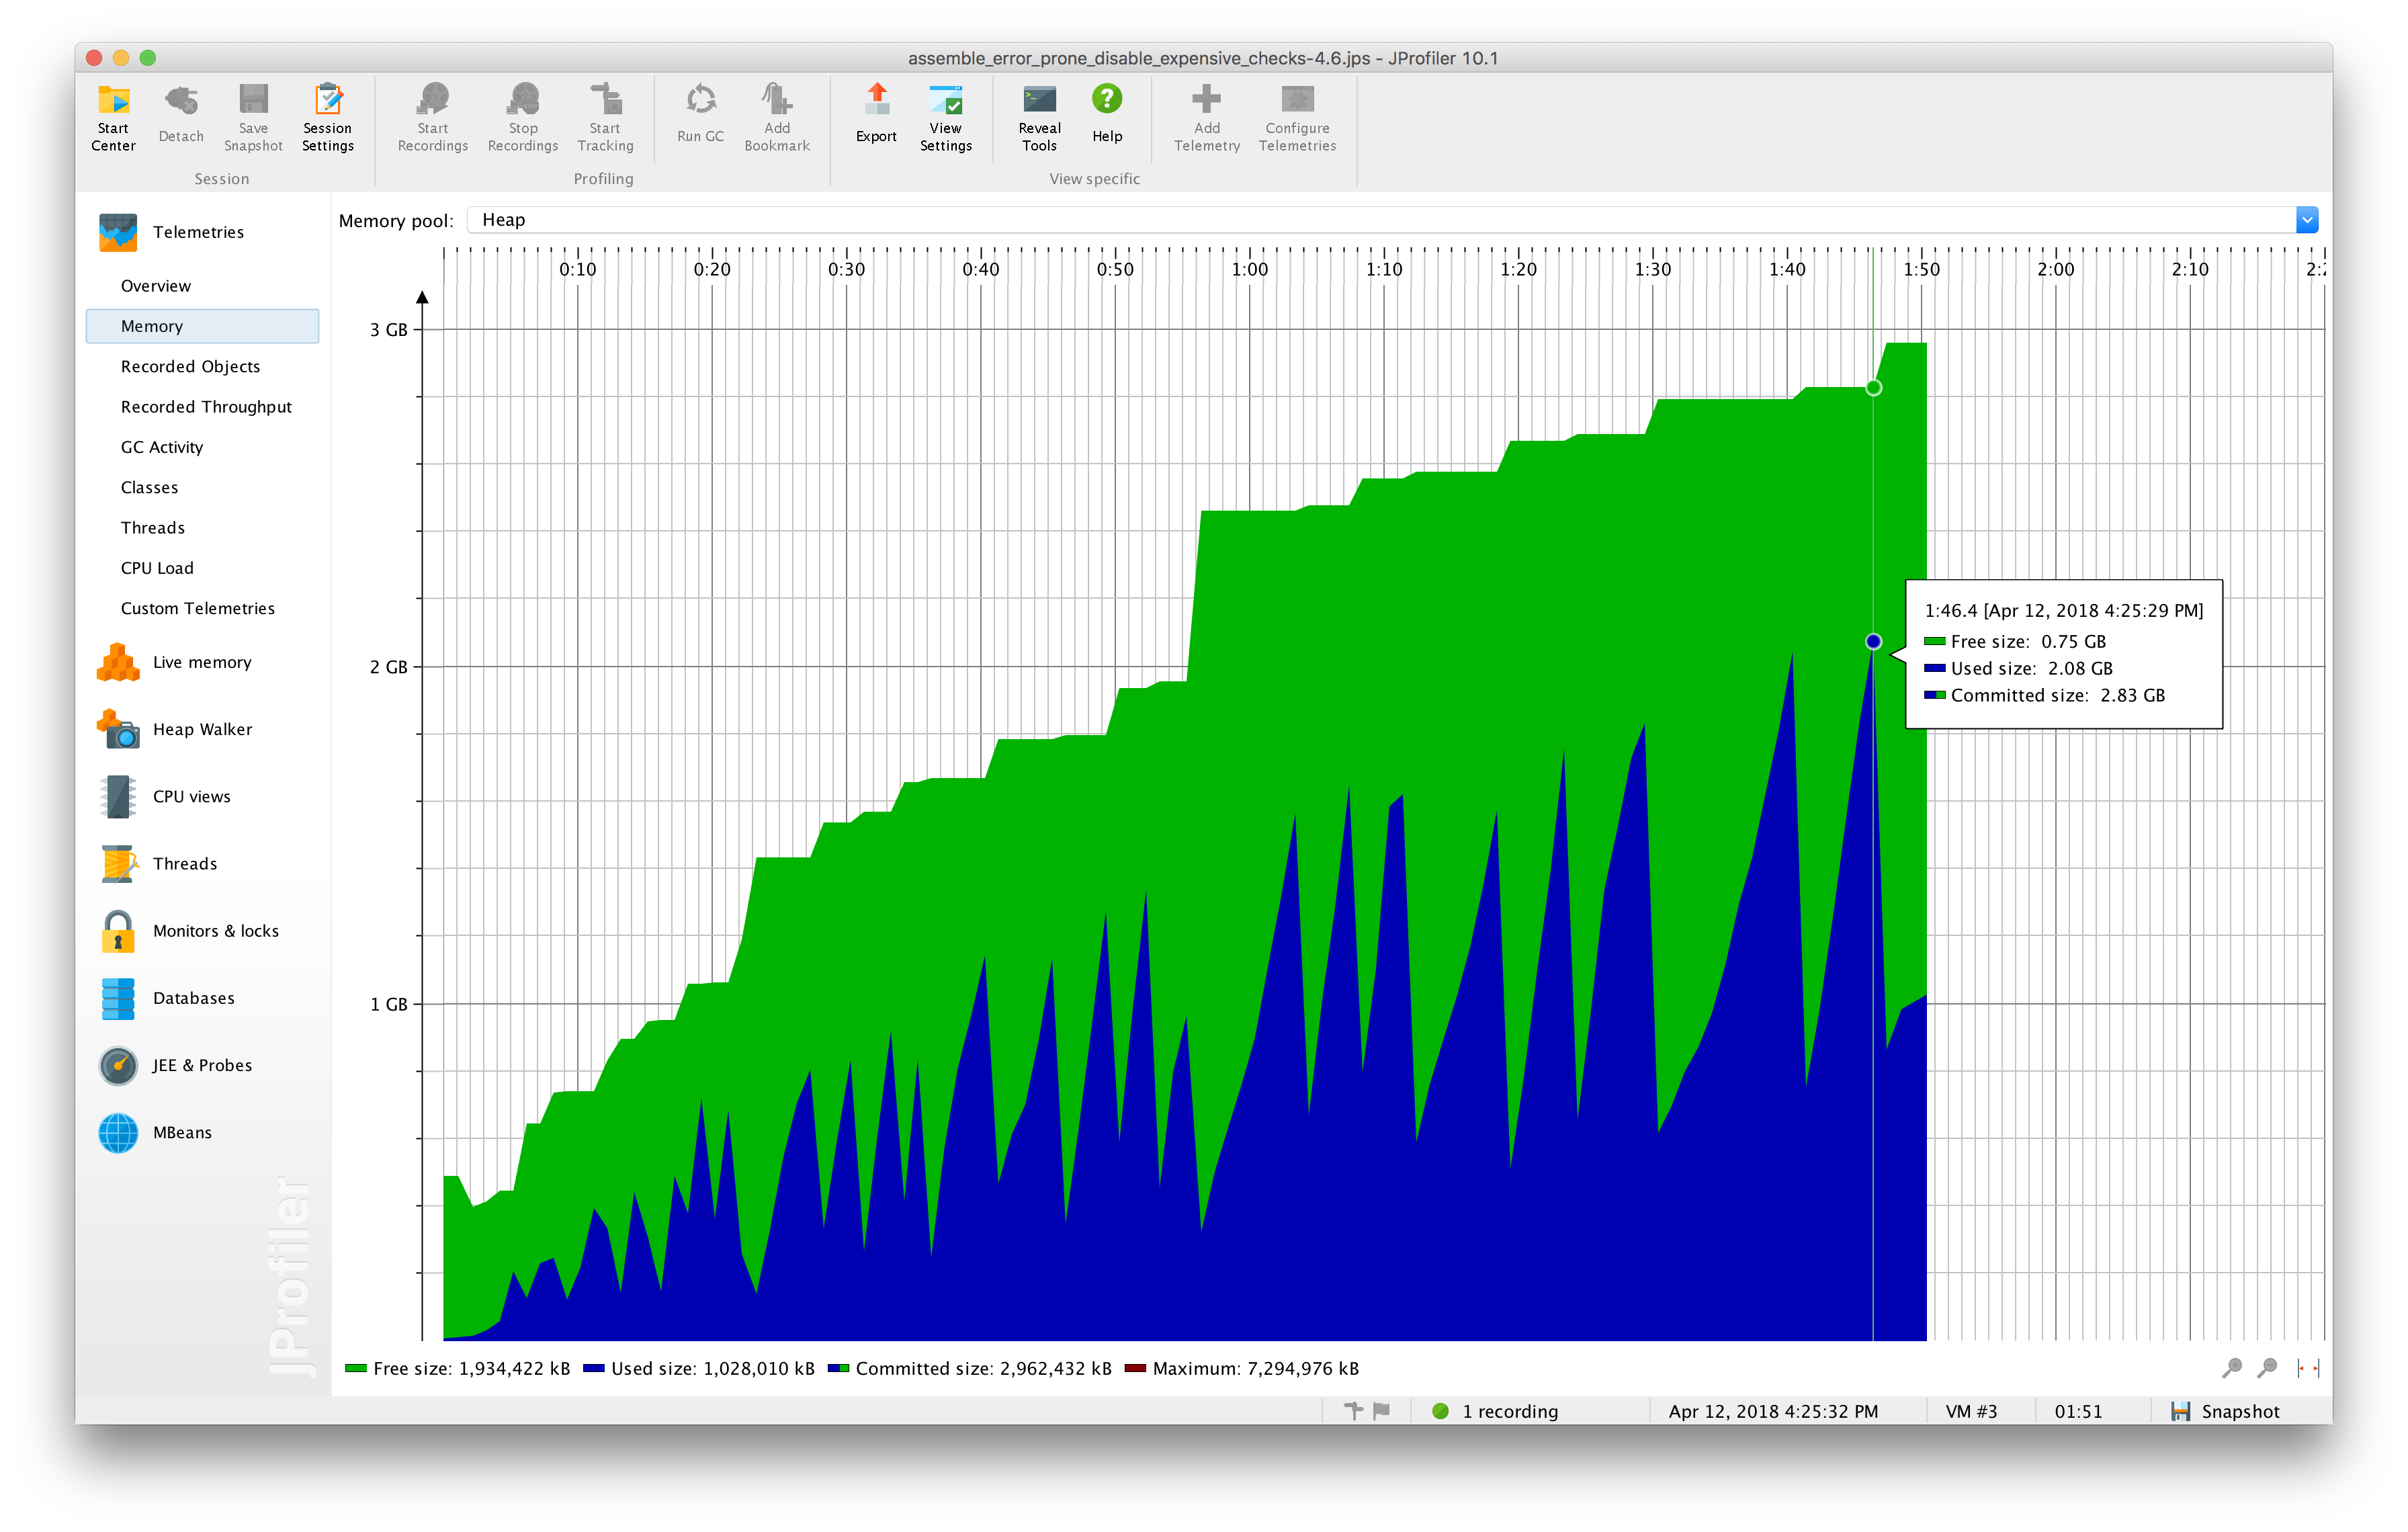 assemble_error_prone_disable_expensive_checks-4.6.jps - JProfiler 10.1
Start Center
Detach
Save Snapshot
Session Settings
Start Recordings
Stop Recordings
Start Tracking
Run GC
Add Bookmark
Export
View Settings
Reveal Tools
Help
Add Telemetry
Configure Telemetries
Session
Profiling
View specific
Telemetries
Overview
Memory
Recorded Objects
Recorded Throughput
GC Activity
Classes
Threads
CPU Load
Custom Telemetries
Live memory
Heap Walker
CPU views
Threads
Monitors & locks
Databases
JEE & Probes
MBeans
JProfiler
Memory pool: Heap
0:10 0:20 0:30 0:40 0:50 1:00 1:10 1:20 1:30 1:40 1:50 2:00 2:10
3 GB
2 GB
1 GB
1:46.4 [Apr 12, 2018 4:25:29 PM]
Free size: 0.75 GB
Used size: 2.08 GB
Committed size: 2.83 GB
Free size: 1,934,422 kB Used size: 1,028,010 kB Committed size: 2,962,432 kB Maximum: 7,294,976 kB
1 recording Apr 12, 2018 4:25:32 PM VM #3 01:51 Snapshot